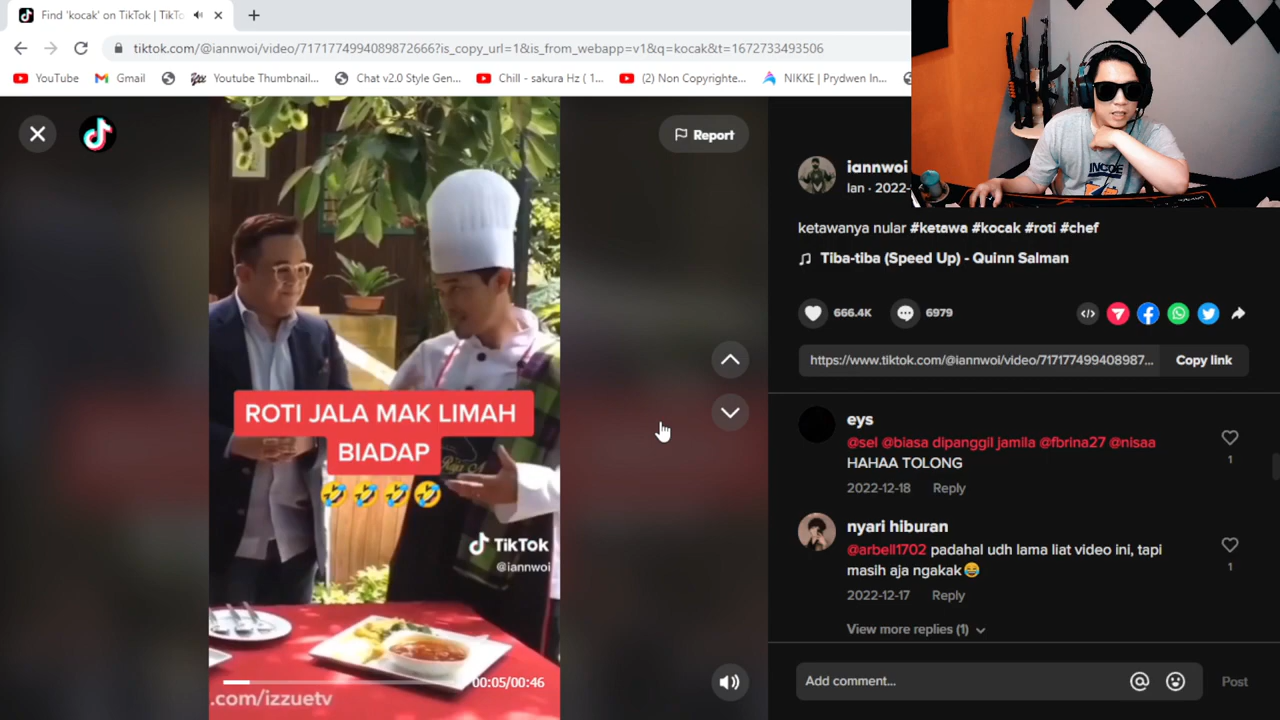 Find 'kocak' on TikTok | TikTo
tiktok.com/@iannwoi/video/7171774994089872666?is_copy_url=1&is_from_webapp=v1&q=kocak&t=1672733493506
YouTube
Gmail
Youtube Thumbnail...
Chat v2.0 Style Gen...
Chill - sakura Hz ( 1...
(2) Non Copyrighte...
NIKKE | Prydwen In...
Report
ROTI JALA MAK LIMAH
BIADAP
TikTok
@iannwoi
00:05/00:46
.com/izzuetv
iannwoi
Ian · 2022-
ketawanya nular #ketawa #kocak #roti #chef
Tiba-tiba (Speed Up) - Quinn Salman
666.4K
6979
https://www.tiktok.com/@iannwoi/video/717177499408987...
Copy link
eys
@sel @biasa dipanggil jamila @fbrina27 @nisaa
HAHAA TOLONG
1
2022-12-18 Reply
nyari hiburan
@arbell1702 padahal udh lama liat video ini, tapi
masih aja ngakak😂
1
2022-12-17 Reply
View more replies (1)
Add comment...
Post